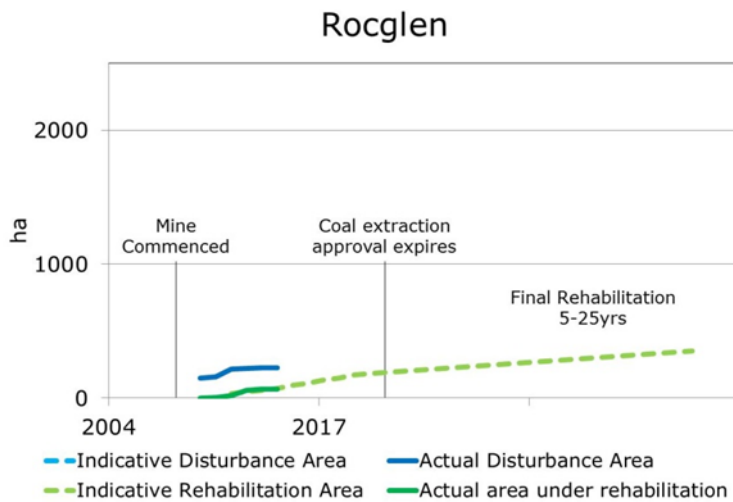 Rocglen
2000
Mine
Commenced
Coal extraction
approval expires
ha
1000
Final Rehabilitation
5-25yrs
0
2004
2017
Indicative Disturbance Area
Actual Disturbance Area
Indicative Rehabilitation Area
Actual area under rehabilitation